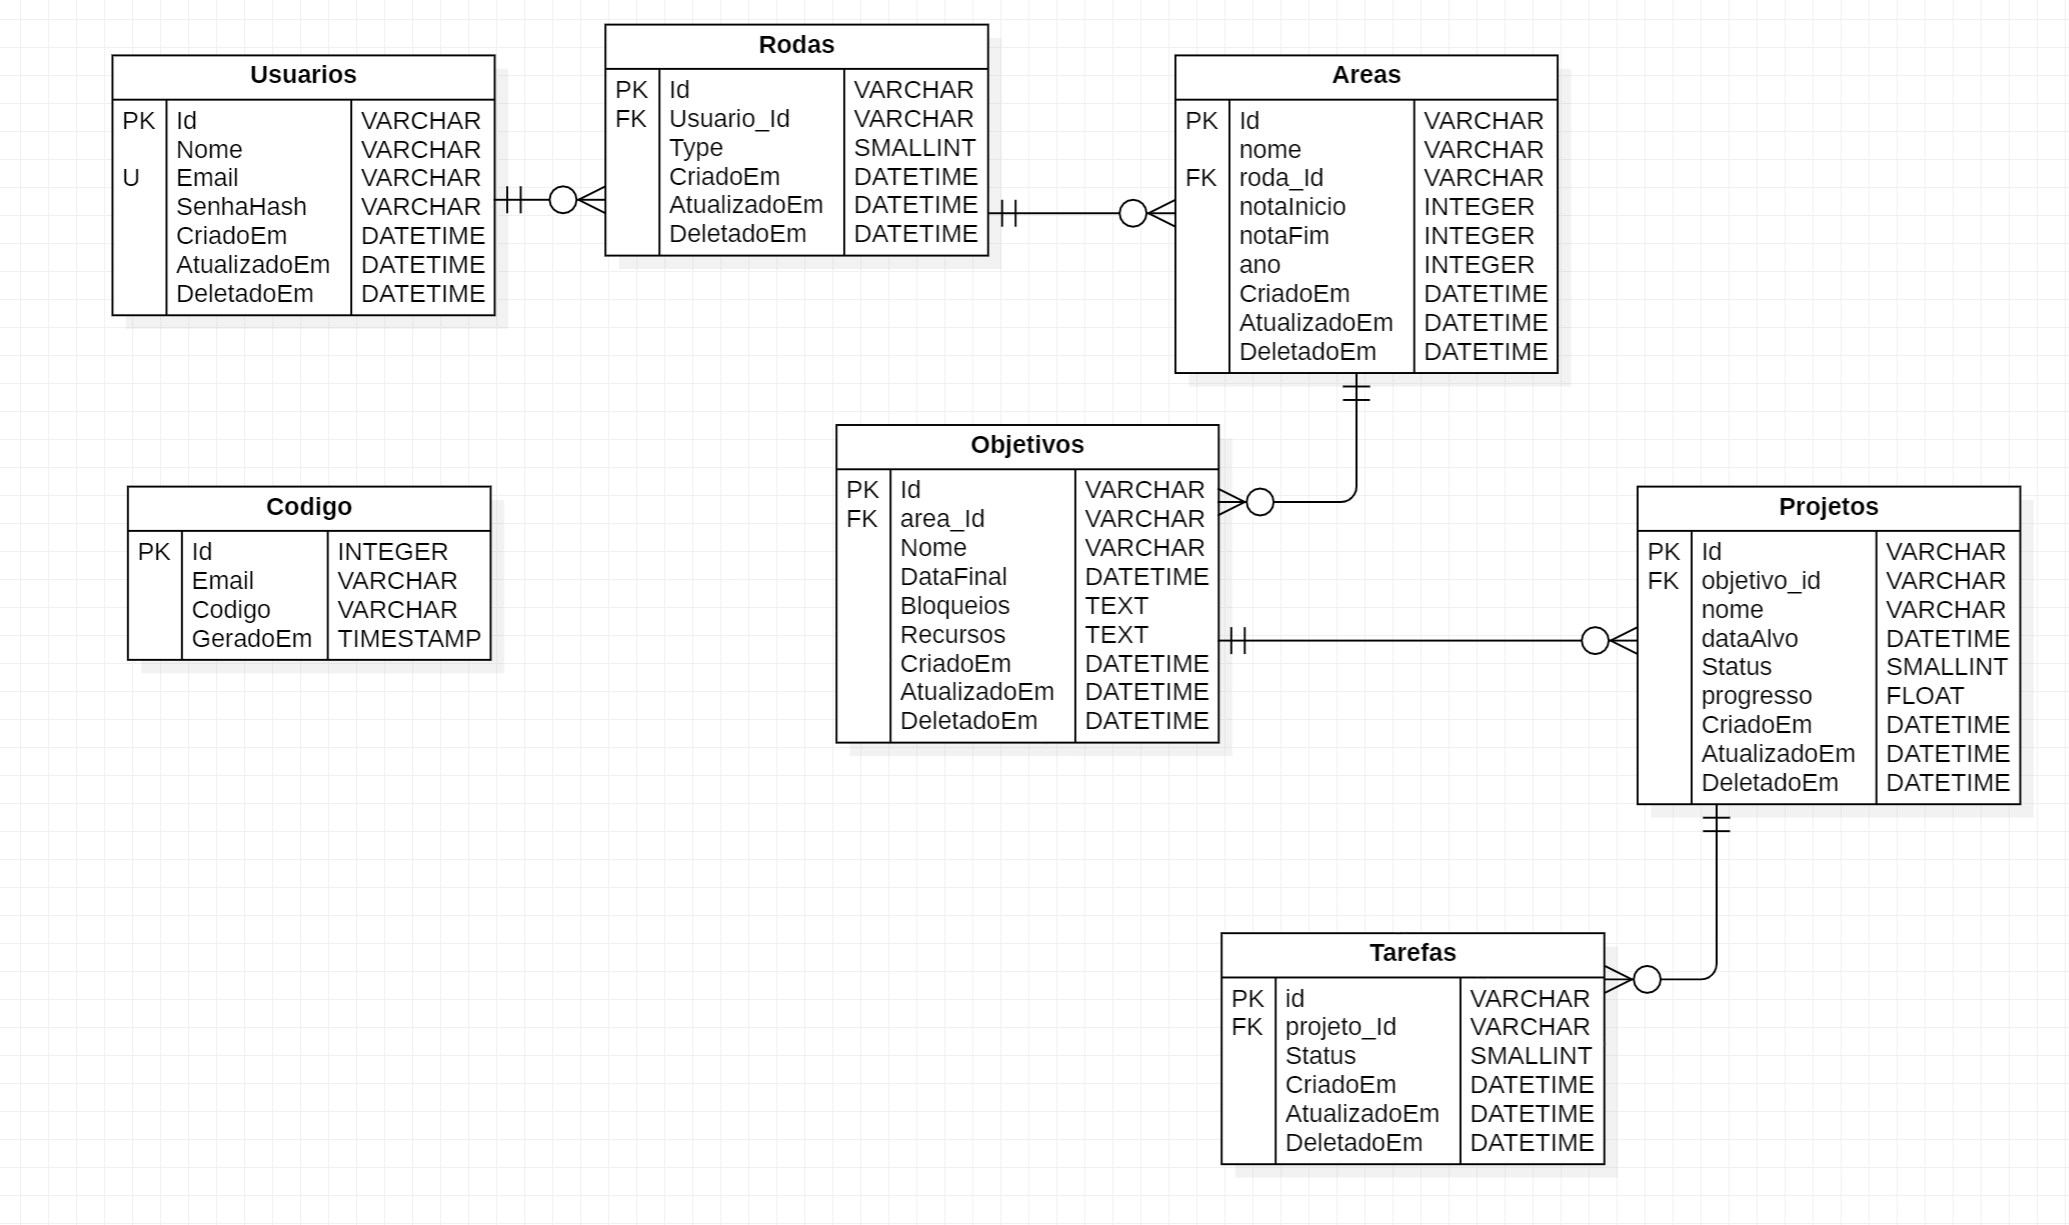 Usuarios
PK Id VARCHAR
Nome VARCHAR
U Email VARCHAR
SenhaHash VARCHAR
CriadoEm DATETIME
AtualizadoEm DATETIME
DeletadoEm DATETIME
Rodas
PK Id VARCHAR
FK Usuario_Id VARCHAR
Type SMALLINT
CriadoEm DATETIME
AtualizadoEm DATETIME
DeletadoEm DATETIME
Areas
PK Id VARCHAR
nome VARCHAR
FK roda_Id VARCHAR
notaInicio INTEGER
notaFim INTEGER
ano INTEGER
CriadoEm DATETIME
AtualizadoEm DATETIME
DeletadoEm DATETIME
Codigo
PK Id INTEGER
Email VARCHAR
Codigo VARCHAR
GeradoEm TIMESTAMP
Objetivos
PK Id VARCHAR
FK area_Id VARCHAR
Nome VARCHAR
DataFinal DATETIME
Bloqueios TEXT
Recursos TEXT
CriadoEm DATETIME
AtualizadoEm DATETIME
DeletadoEm DATETIME
Projetos
PK Id VARCHAR
FK objetivo_id VARCHAR
nome VARCHAR
dataAlvo DATETIME
Status SMALLINT
progresso FLOAT
CriadoEm DATETIME
AtualizadoEm DATETIME
DeletadoEm DATETIME
Tarefas
PK id VARCHAR
FK projeto_Id VARCHAR
Status SMALLINT
CriadoEm DATETIME
AtualizadoEm DATETIME
DeletadoEm DATETIME